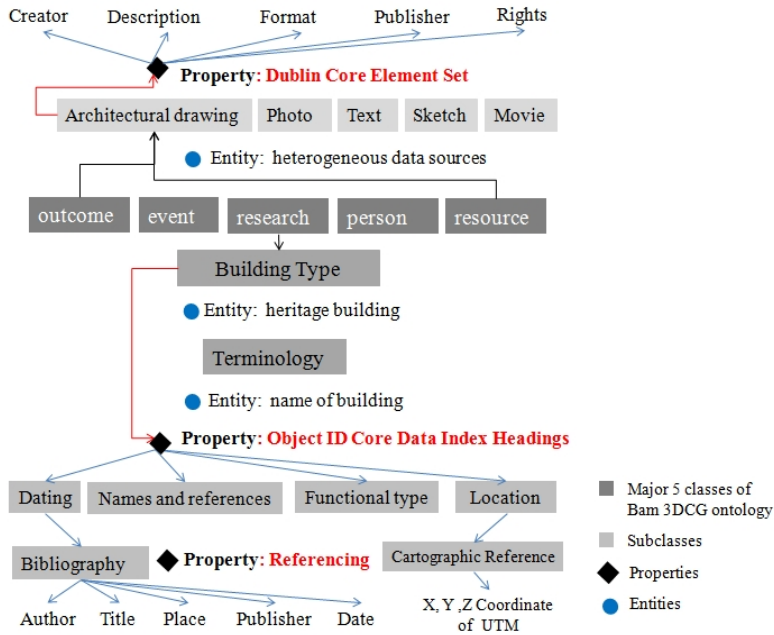 Creator Description Format Publisher Rights
Property: Dublin Core Element Set
Architectural drawing Photo Text Sketch Movie
Entity: heterogeneous data sources
outcome event research person resource
Building Type
Entity: heritage building
Terminology
Entity: name of building
Property: Object ID Core Data Index Headings
Dating Names and references Functional type Location
Bibliography Property: Referencing Cartographic Reference
Author Title Place Publisher Date
X, Y ,Z Coordinate
of UTM
Major 5 classes of
Bam 3DCG ontology
Subclasses
Properties
Entities